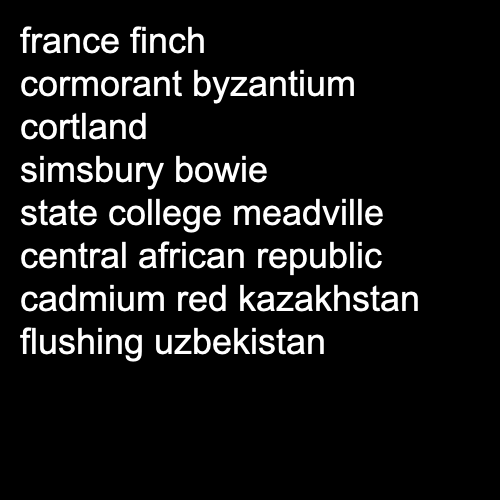 france finch
cormorant byzantium
cortland
simsbury bowie
state college meadville
central african republic
cadmium red kazakhstan
flushing uzbekistan